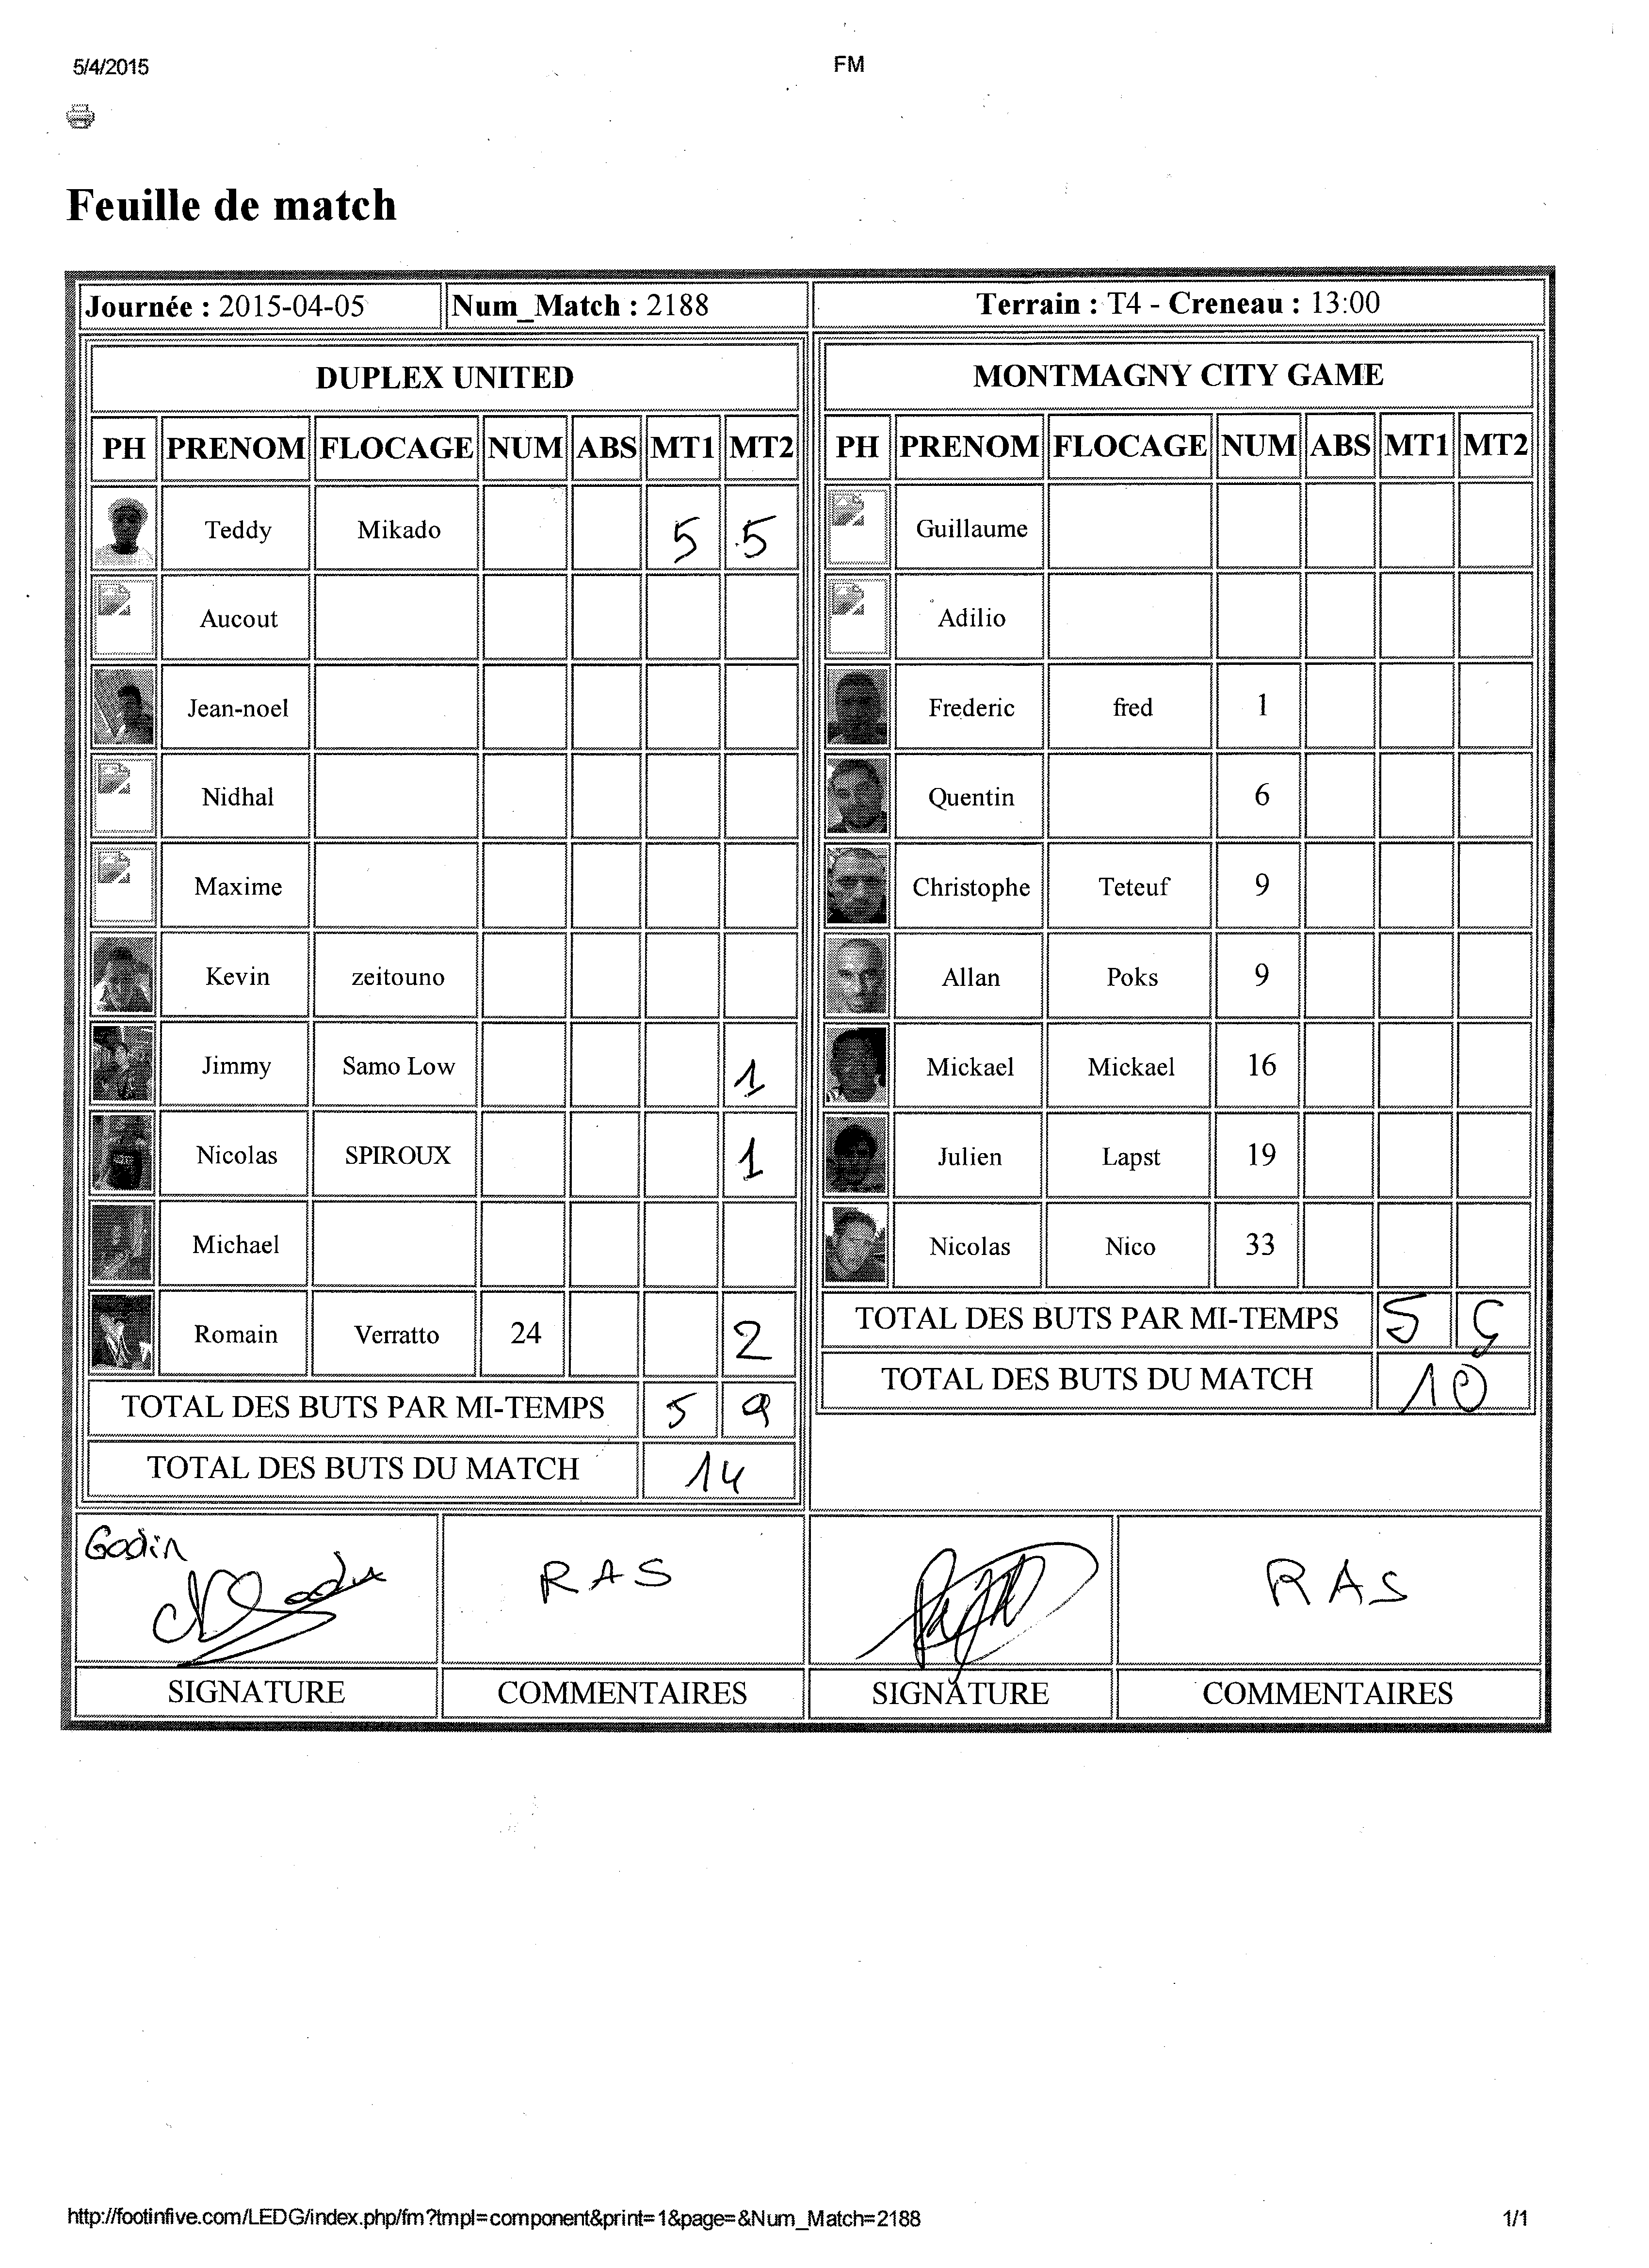 5/4/2015 FM
Feuille de match
Journée : 2015-04-05 Num_Match : 2188 Terrain : T4 - Creneau : 13:00
DUPLEX UNITED MONTMAGNY CITY GAME
PH PRENOM FLOCAGE NUM ABS MT1 MT2 PH PRENOM FLOCAGE NUM ABS MT1 MT2
Teddy Mikado 5 5 Guillaume
Aucout Adilio
Jean-noel Frederic fred 1
Nidhal Quentin 6
Maxime Christophe Teteuf 9
Kevin zeitouno Allan Poks 9
Jimmy Samo Low 1 Mickael Mickael 16
Nicolas SPIROUX 1 Julien Lapst 19
Michael Nicolas Nico 33
Romain Verratto 24 2 TOTAL DES BUTS PAR MI-TEMPS 5 5
TOTAL DES BUTS PAR MI-TEMPS 5 9 TOTAL DES BUTS DU MATCH 10
TOTAL DES BUTS DU MATCH 14
Godin RAS RAS
SIGNATURE COMMENTAIRES SIGNATURE COMMENTAIRES
http://footinfive.com/LEDG/index.php/fm?tmpl=component&print=1&page=&Num_Match=2188 1/1